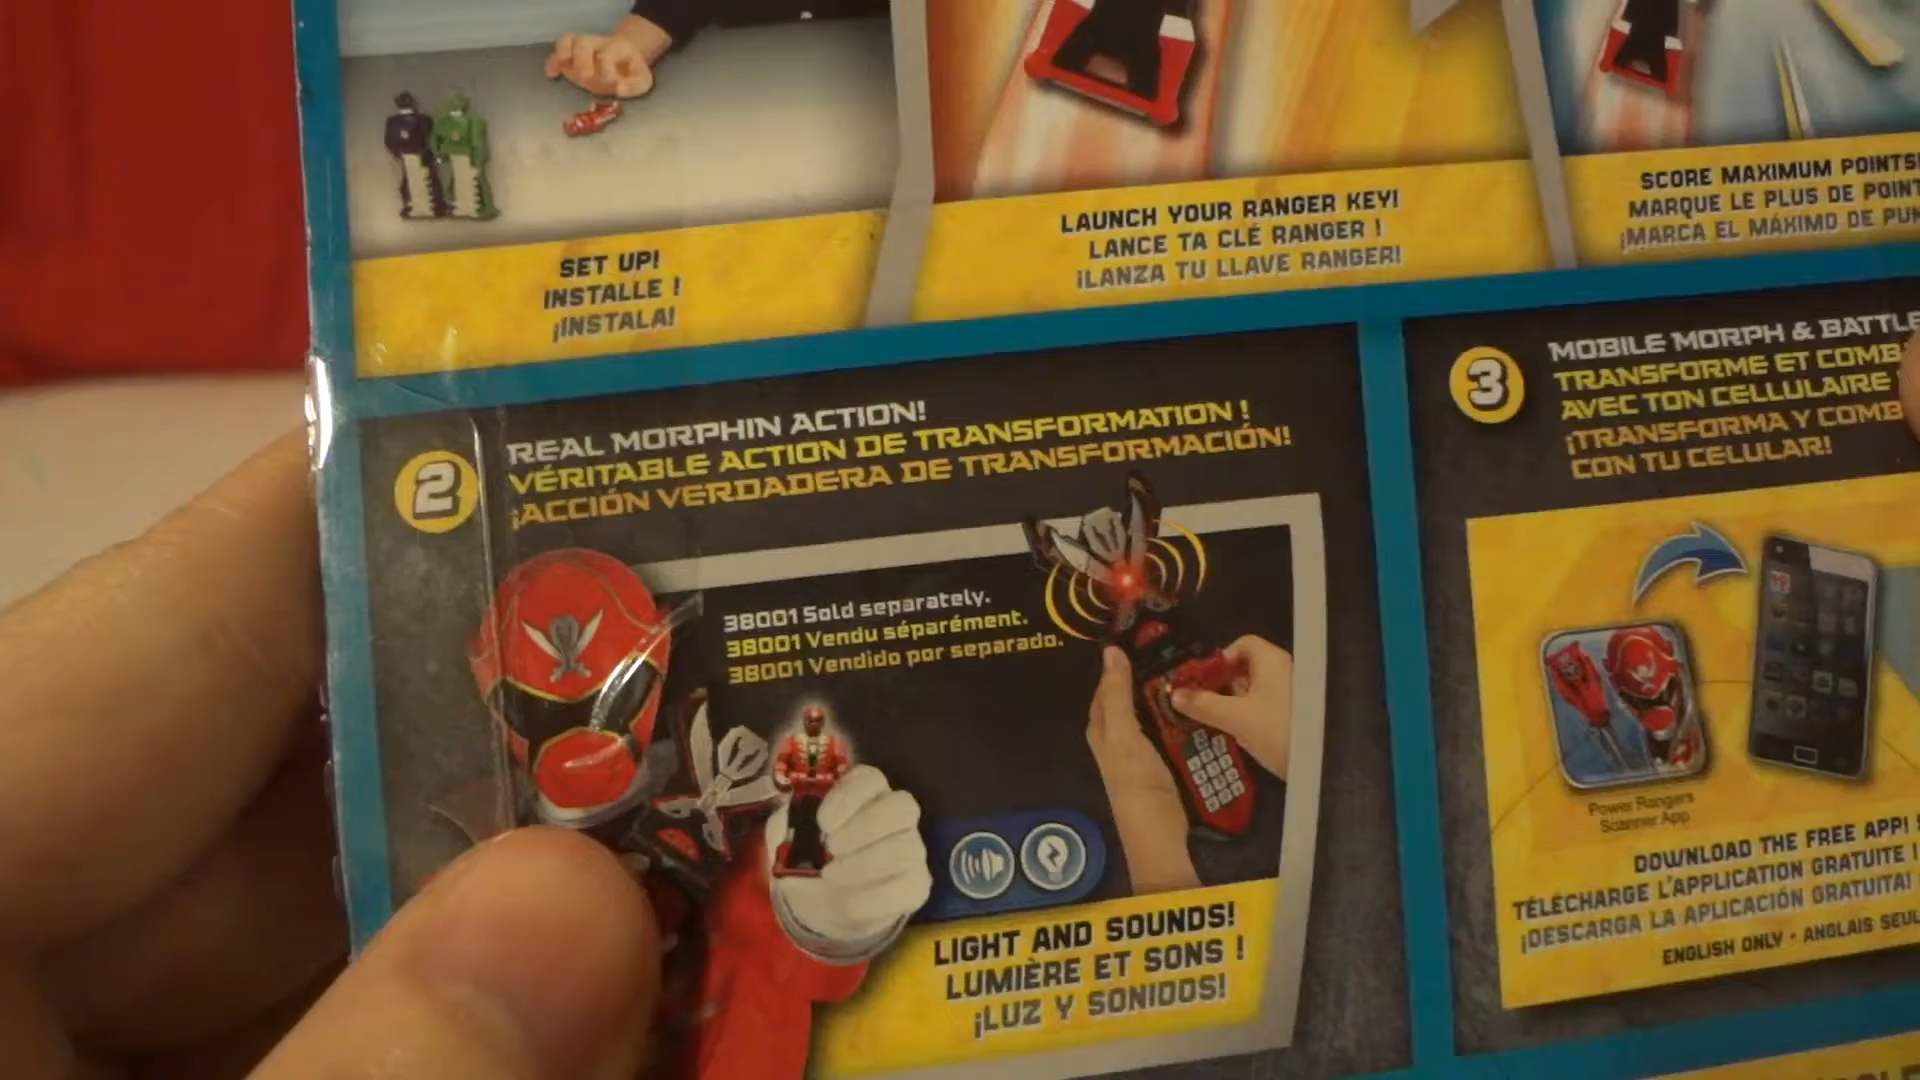 SET UP!
INSTALLE !
¡INSTALA!
LAUNCH YOUR RANGER KEY!
LANCE TA CLÉ RANGER !
¡LANZA TU LLAVE RANGER!
SCORE MAXIMUM POINTS!
MARQUE LE PLUS DE POINT
¡MARCA EL MÁXIMO DE PUN
2
REAL MORPHIN ACTION!
VÉRITABLE ACTION DE TRANSFORMATION !
¡ACCIÓN VERDADERA DE TRANSFORMACIÓN!
38001 Sold separately.
38001 Vendu séparément.
38001 Vendido por separado.
LIGHT AND SOUNDS!
LUMIÈRE ET SONS !
¡LUZ Y SONIDOS!
3
MOBILE MORPH & BATTLE
TRANSFORME ET COMB
AVEC TON CELLULAIRE
¡TRANSFORMA Y COMB
CON TU CELULAR!
Power Rangers
Scanner App
DOWNLOAD THE FREE APP!
TÉLÉCHARGE L'APPLICATION GRATUITE !
¡DESCARGA LA APLICACIÓN GRATUITA!
ENGLISH ONLY • ANGLAIS SEUL